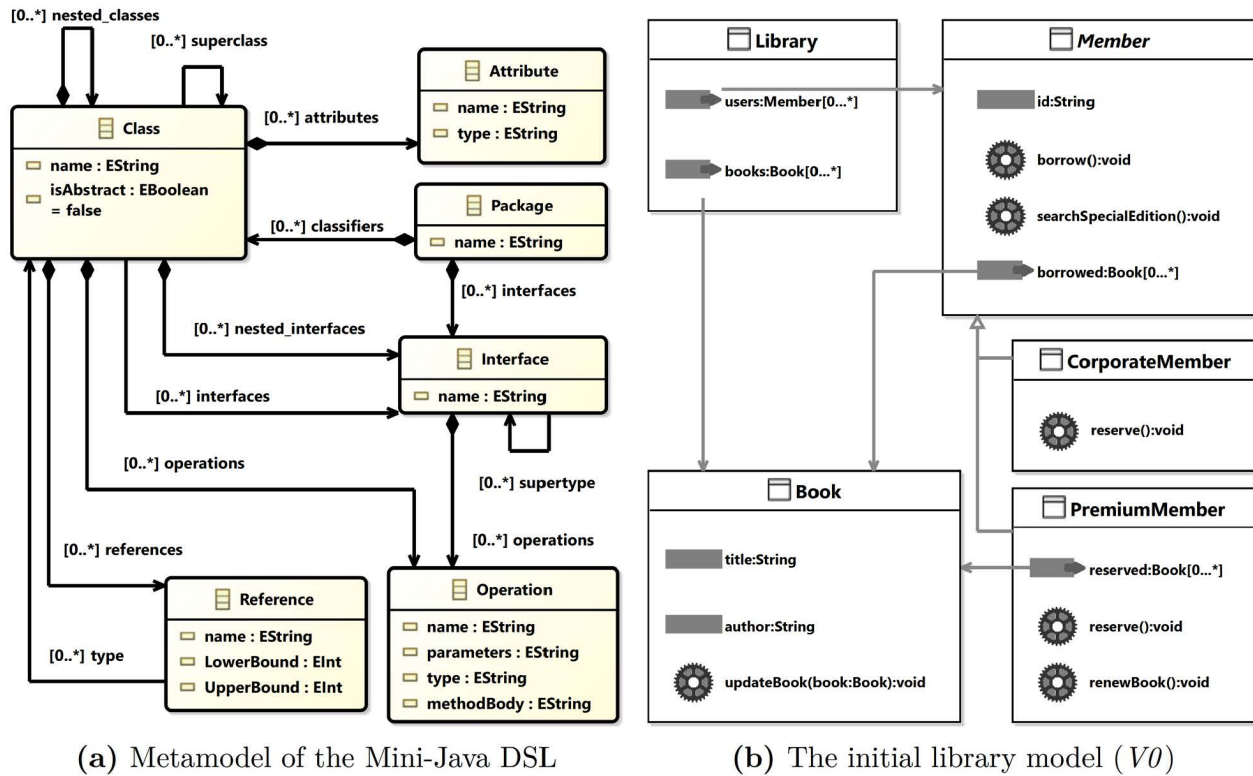 [0..*] nested_classes
[0..*] superclass
Class
name : EString
isAbstract : EBoolean
= false
[0..*] attributes
Attribute
name : EString
type : EString
[0..*] classifiers
Package
name : EString
[0..*] interfaces
[0..*] nested_interfaces
Interface
name : EString
[0..*] interfaces
[0..*] supertype
[0..*] operations
[0..*] operations
[0..*] references
Reference
name : EString
LowerBound : EInt
UpperBound : EInt
[0..*] type
Operation
name : EString
parameters : EString
type : EString
methodBody : EString
(a) Metamodel of the Mini-Java DSL
Library
users:Member[0...*]
books:Book[0...*]
Member
id:String
borrow():void
searchSpecialEdition():void
borrowed:Book[0...*]
CorporateMember
reserve():void
Book
title:String
author:String
updateBook(book:Book):void
PremiumMember
reserved:Book[0...*]
reserve():void
renewBook():void
(b) The initial library model (V0)